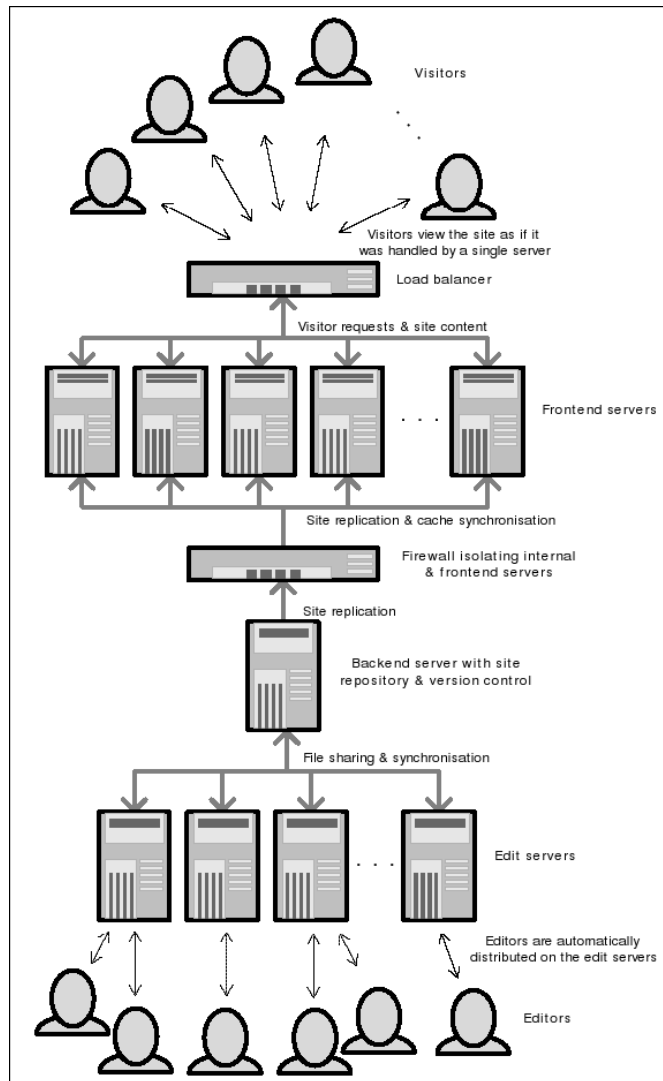 Visitors
Visitors view the site as if it
was handled by a single server
Load balancer
Visitor requests & site content
Frontend servers
Site replication & cache synchronisation
Firewall isolating internal
& frontend servers
Site replication
Backend server with site
repository & version control
File sharing & synchronisation
Edit servers
Editors are automatically
distributed on the edit servers
Editors